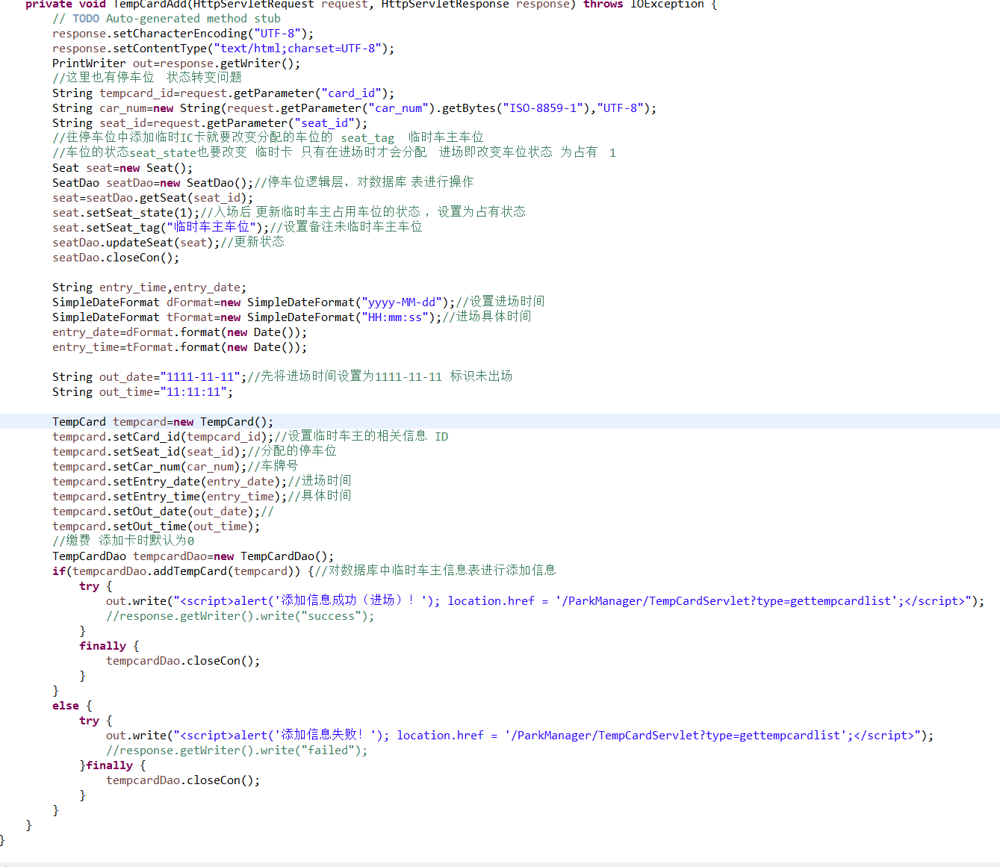 private void TempCardAdd(HttpServletRequest request, HttpServletResponse response) throws IOException {
// TODO Auto-generated method stub
response.setCharacterEncoding("UTF-8");
response.setContentType("text/html;charset=UTF-8");
PrintWriter out=response.getWriter();
//这里也有停车位 状态转变问题
String tempcard_id=request.getParameter("card_id");
String car_num=new String(request.getParameter("car_num").getBytes("ISO-8859-1"),"UTF-8");
String seat_id=request.getParameter("seat_id");
//往停车位中添加临时IC卡就要改变分配的车位的 seat_tag 临时车主车位
//车位的状态seat_state也要改变 临时卡 只有在进场时才会分配 进场即改变车位状态 为占有 1
Seat seat=new Seat();
SeatDao seatDao=new SeatDao();//停车位逻辑层，对数据库 表进行操作
seat=seatDao.getSeat(seat_id);
seat.setSeat_state(1);//入场后 更新临时车主占用车位的状态 ，设置为占有状态
seat.setSeat_tag("临时车主车位");//设置备注未临时车主车位
seatDao.updateSeat(seat);//更新状态
seatDao.closeCon();
String entry_time,entry_date;
SimpleDateFormat dFormat=new SimpleDateFormat("yyyy-MM-dd");//设置进场时间
SimpleDateFormat tFormat=new SimpleDateFormat("HH:mm:ss");//进场具体时间
entry_date=dFormat.format(new Date());
entry_time=tFormat.format(new Date());
String out_date="1111-11-11";//先将进场时间设置为1111-11-11 标识未出场
String out_time="11:11:11";
TempCard tempcard=new TempCard();
tempcard.setCard_id(tempcard_id);//设置临时车主的相关信息 ID
tempcard.setSeat_id(seat_id);//分配的停车位
tempcard.setCar_num(car_num);//车牌号
tempcard.setEntry_date(entry_date);//进场时间
tempcard.setEntry_time(entry_time);//具体时间
tempcard.setOut_date(out_date);//
tempcard.setOut_time(out_time);
//缴费 添加卡时默认为0
TempCardDao tempcardDao=new TempCardDao();
if(tempcardDao.addTempCard(tempcard)) {//对数据库中临时车主信息表进行添加信息
try {
out.write("<script>alert('添加信息成功（进场）！'); location.href = '/ParkManager/TempCardServlet?type=gettempcardlist';</script>");
//response.getWriter().write("success");
}
finally {
tempcardDao.closeCon();
}
}
else {
try {
out.write("<script>alert('添加信息失败！'); location.href = '/ParkManager/TempCardServlet?type=gettempcardlist';</script>");
//response.getWriter().write("failed");
}finally {
tempcardDao.closeCon();
}
}
}
}